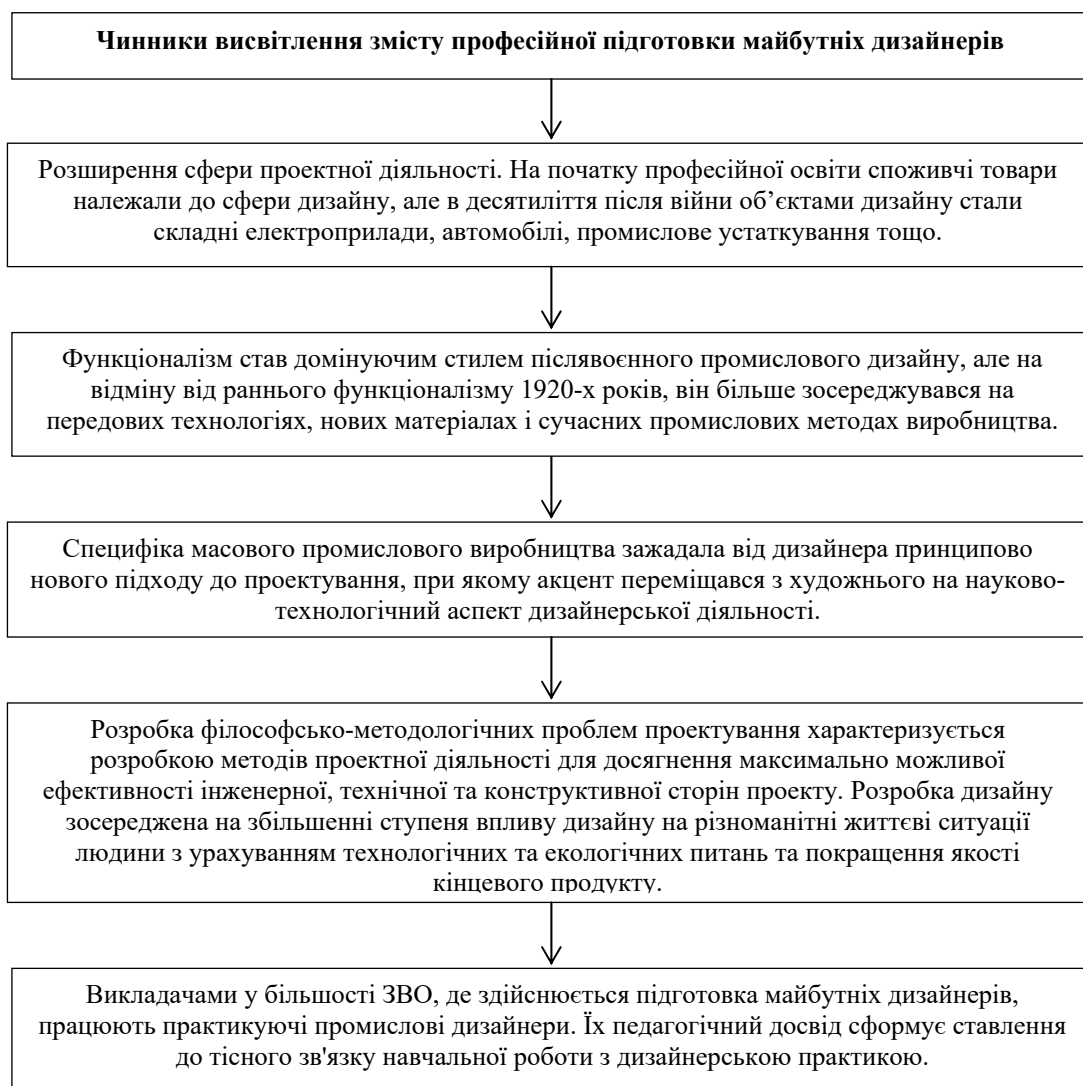 Чинники висвітлення змісту професійної підготовки майбутніх дизайнерів
Розширення сфери проектної діяльності. На початку професійної освіти споживчі товари
належали до сфери дизайну, але в десятиліття після війни об’єктами дизайну стали
складні електроприлади, автомобілі, промислове устаткування тощо.
Функціоналізм став домінуючим стилем післявоєнного промислового дизайну, але на
відміну від раннього функціоналізму 1920-х років, він більше зосереджувався на
передових технологіях, нових матеріалах і сучасних промислових методах виробництва.
Специфіка масового промислового виробництва зажадала від дизайнера принципово
нового підходу до проектування, при якому акцент переміщався з художнього на науково-
технологічний аспект дизайнерської діяльності.
Розробка філософсько-методологічних проблем проектування характеризується
розробкою методів проектної діяльності для досягнення максимально можливої
ефективності інженерної, технічної та конструктивної сторін проекту. Розробка дизайну
зосереджена на збільшенні ступеня впливу дизайну на різноманітні життєві ситуації
людини з урахуванням технологічних та екологічних питань та покращення якості
кінцевого продукту.
Викладачами у більшості ЗВО, де здійснюється підготовка майбутніх дизайнерів,
працюють практикуючі промислові дизайнери. Їх педагогічний досвід сформує ставлення
до тісного зв'язку навчальної роботи з дизайнерською практикою.